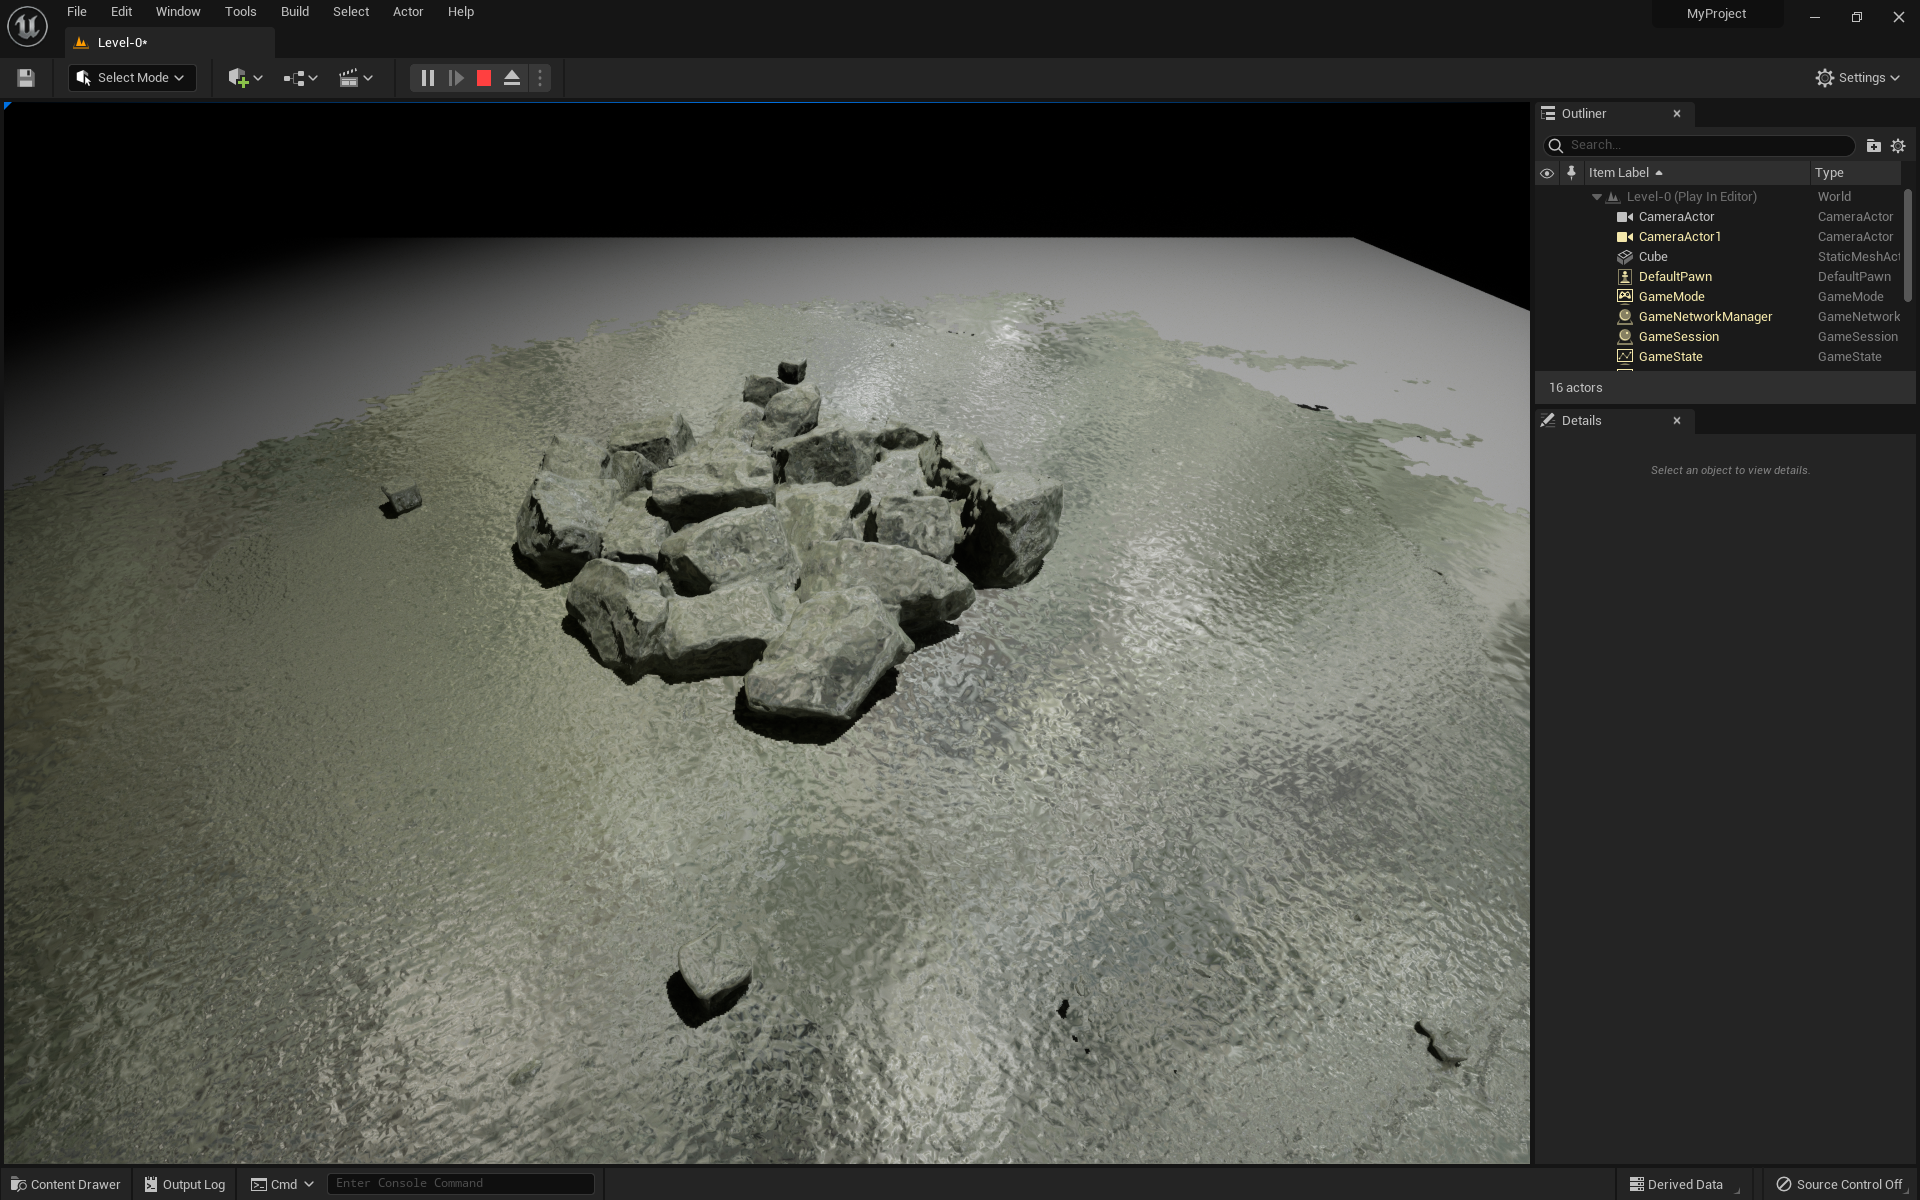 File Edit Window Tools Build Select Actor Help
MyProject
Level-0*
Select Mode
Settings
Outliner
Search...
Item Label Type
Level-0 (Play In Editor) World
CameraActor CameraActor
CameraActor1 CameraActor
Cube StaticMeshAct
DefaultPawn DefaultPawn
GameMode GameMode
GameNetworkManager GameNetwork
GameSession GameSession
GameState GameState
16 actors
Details
Select an object to view details.
Content Drawer Output Log Cmd Enter Console Command Derived Data Source Control Off